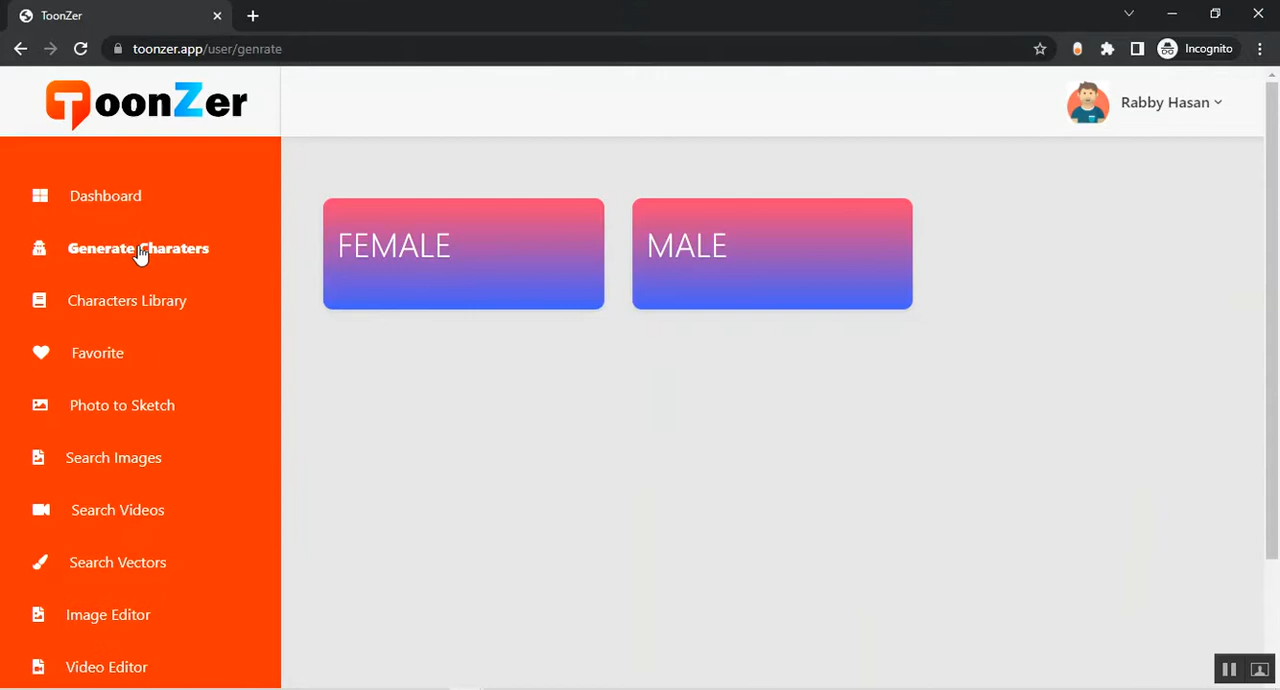 ToonZer
toonzer.app/user/genrate
Incognito
ToonZer
Rabby Hasan
Dashboard
Generate Charaters
Characters Library
Favorite
Photo to Sketch
Search Images
Search Videos
Search Vectors
Image Editor
Video Editor
FEMALE
MALE